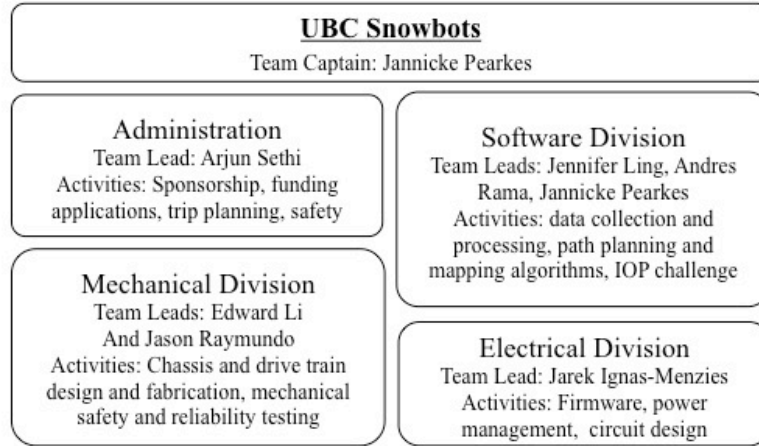 UBC Snowbots
Team Captain: Jannicke Pearkes
Administration
Team Lead: Arjun Sethi
Activities: Sponsorship, funding
applications, trip planning, safety
Software Division
Team Leads: Jennifer Ling, Andres
Rama, Jannicke Pearkes
Activities: data collection and
processing, path planning and
mapping algorithms, IOP challenge
Mechanical Division
Team Leads: Edward Li
And Jason Raymundo
Activities: Chassis and drive train
design and fabrication, mechanical
safety and reliability testing
Electrical Division
Team Lead: Jarek Ignas-Menzies
Activities: Firmware, power
management, circuit design